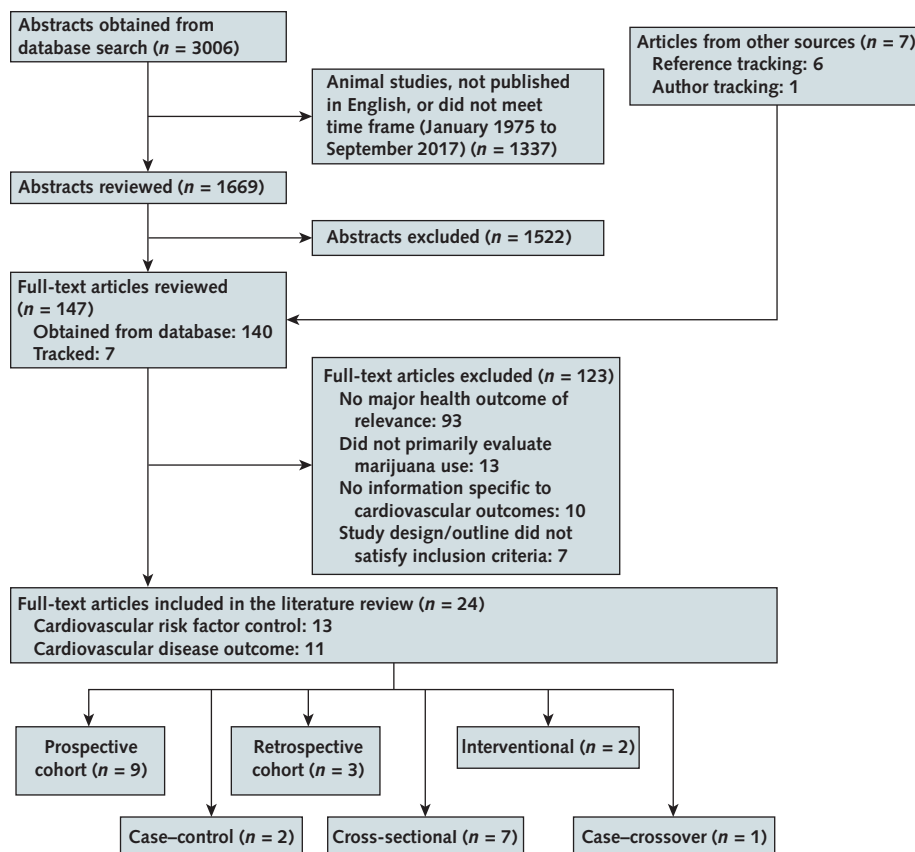 Abstracts obtained from
database search (n = 3006)
Articles from other sources (n = 7)
Reference tracking: 6
Author tracking: 1
Animal studies, not published
in English, or did not meet
time frame (January 1975 to
September 2017) (n = 1337)
Abstracts reviewed (n = 1669)
Abstracts excluded (n = 1522)
Full-text articles reviewed
(n = 147)
Obtained from database: 140
Tracked: 7
Full-text articles excluded (n = 123)
No major health outcome of
relevance: 93
Did not primarily evaluate
marijuana use: 13
No information specific to
cardiovascular outcomes: 10
Study design/outline did not
satisfy inclusion criteria: 7
Full-text articles included in the literature review (n = 24)
Cardiovascular risk factor control: 13
Cardiovascular disease outcome: 11
Prospective
cohort (n = 9)
Retrospective
cohort (n = 3)
Interventional (n = 2)
Case–control (n = 2)
Cross-sectional (n = 7)
Case–crossover (n = 1)